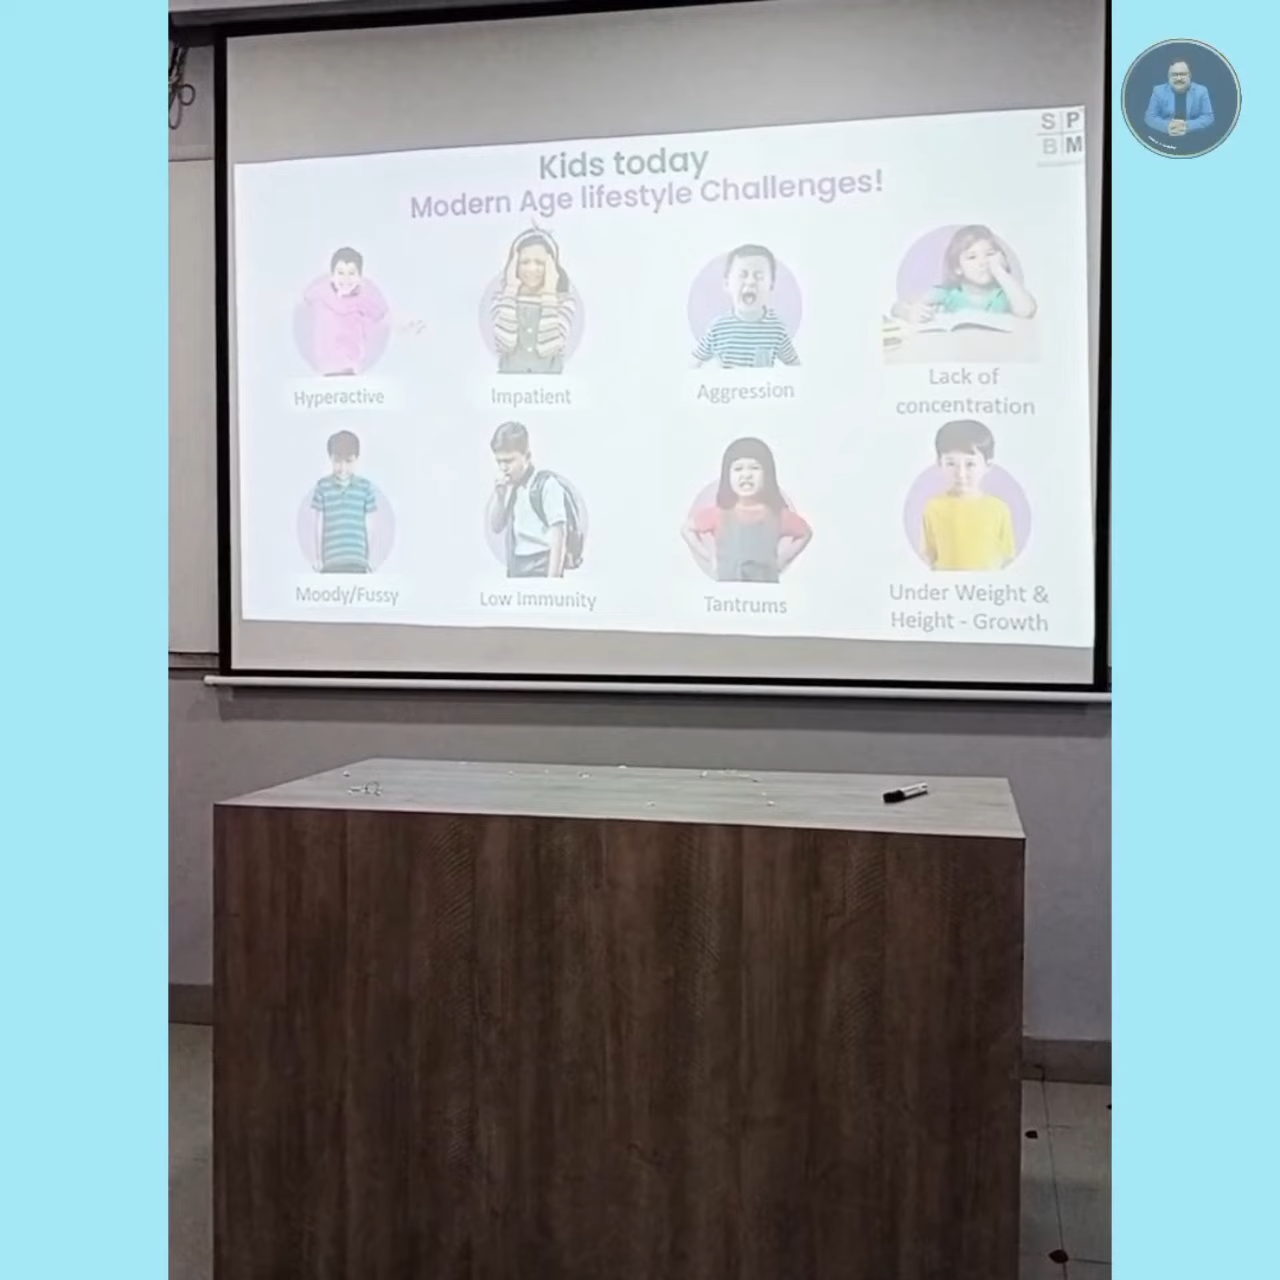 S P
B M
Kids today
Modern Age lifestyle Challenges!
Hyperactive
Impatient
Aggression
Lack of
concentration
Moody/Fussy
Low Immunity
Tantrums
Under Weight &
Height - Growth